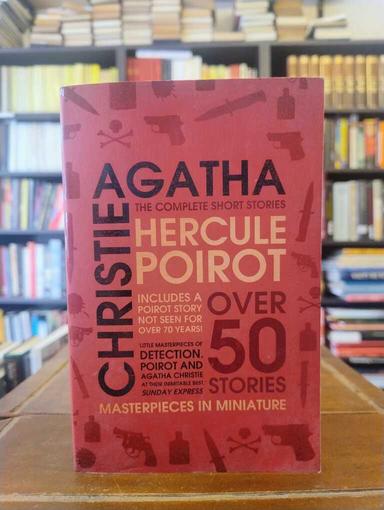 AGATHA
CHRISTIE
THE COMPLETE SHORT STORIES
HERCULE
POIROT
INCLUDES A
POIROT STORY
NOT SEEN FOR
OVER 70 YEARS!
OVER
50
STORIES
LITTLE MASTERPIECES OF
DETECTION,
POIROT AND
AGATHA CHRISTIE
AT THEIR INIMITABLE BEST.
SUNDAY EXPRESS
MASTERPIECES IN MINIATURE